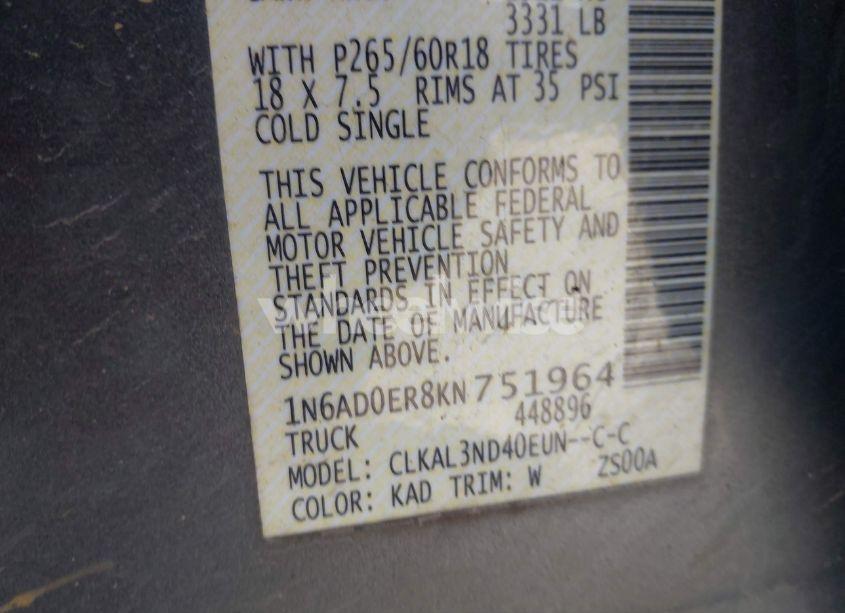 3331 LB
WITH P265/60R18 TIRES
18 X 7.5 RIMS AT 35 PSI
COLD SINGLE
THIS VEHICLE CONFORMS TO
ALL APPLICABLE FEDERAL
MOTOR VEHICLE SAFETY AND
THEFT PREVENTION
STANDARDS IN EFFECT ON
THE DATE OF MANUFACTURE
SHOWN ABOVE.
1N6AD0ER8KN751964
448896
TRUCK
MODEL: CLKAL3ND40EUN--C-C
ZS00A
COLOR: KAD TRIM: W